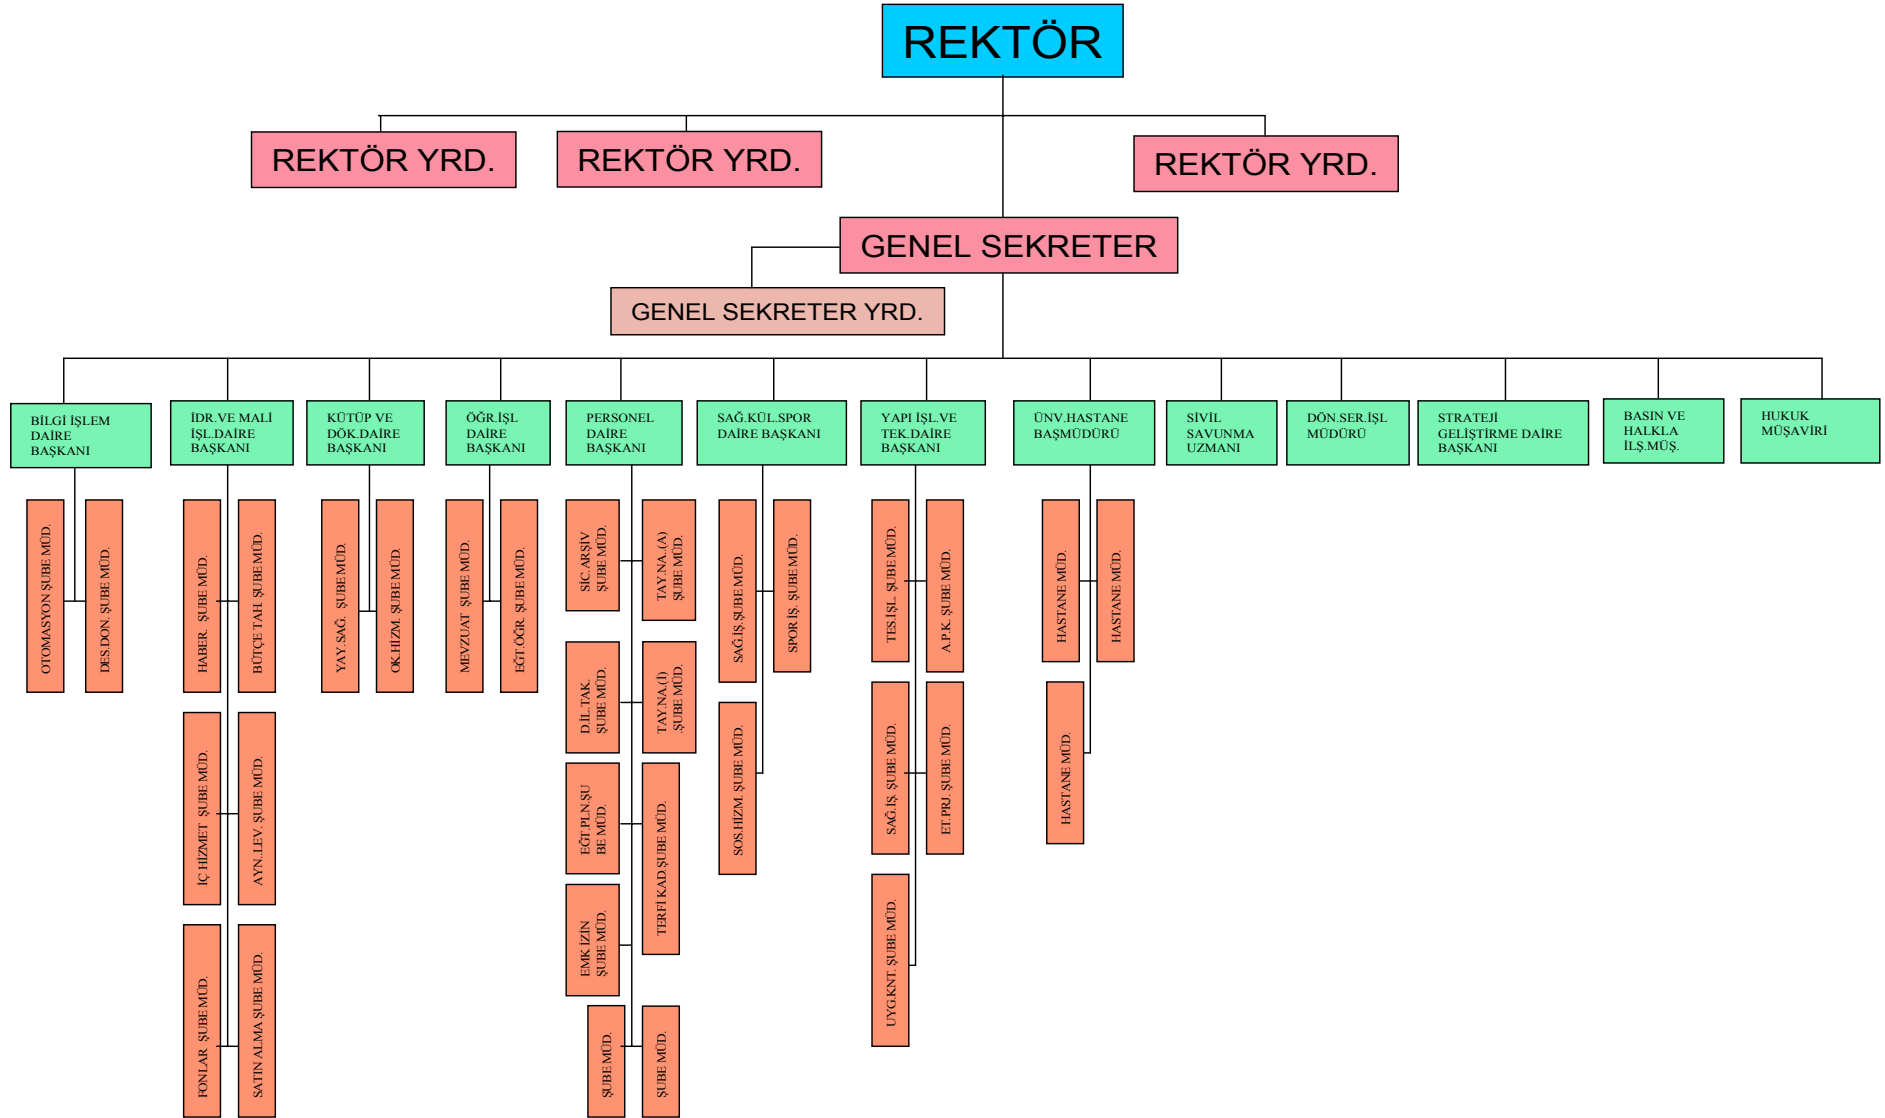 REKTÖR
REKTÖR YRD.
REKTÖR YRD.
REKTÖR YRD.
GENEL SEKRETER
GENEL SEKRETER YRD.
BİLGİ İŞLEM
DAİRE
BAŞKANI
İDR.VE MALİ
İŞL.DAİRE
BAŞKANI
KÜTÜP VE
DÖK.DAİRE
BAŞKANI
ÖĞR.İŞL
DAİRE
BAŞKANI
PERSONEL
DAİRE
BAŞKANI
SAĞ.KÜL.SPOR
DAİRE BAŞKANI
YAPI İŞL.VE
TEK.DAİRE
BAŞKANI
ÜNV.HASTANE
BAŞMÜDÜRÜ
SİVİL
SAVUNMA
UZMANI
DÖN.SER.İŞL
MÜDÜRÜ
STRATEJİ
GELİŞTİRME DAİRE
BAŞKANI
BASIN VE
HALKLA
İLŞ.MÜŞ.
HUKUK
MÜŞAVİRİ
OTOMASYON ŞUBE MÜD.
DES.DON. ŞUBE MÜD.
HABER. ŞUBE MÜD.
BÜTÇE TAH. ŞUBE MÜD.
İÇ HİZMET ŞUBE MÜD.
AYN..LEV. ŞUBE MÜD.
FONLAR ŞUBE MÜD.
SATIN ALMA ŞUBE MÜD.
YAY. SAĞ. ŞUBE MÜD.
OK.HİZM. ŞUBE MÜD.
MEVZUAT ŞUBE MÜD.
EĞT.ÖĞR. ŞUBE MÜD.
SİC.ARŞİV
ŞUBE MÜD.
TAY.NA..(A)
ŞUBE MÜD.
D.İL.TAK.
ŞUBE MÜD.
TAY.NA.(İ)
.ŞUBE MÜD.
EĞT.PLN.ŞU
BE MÜD.
TERFİ KAD.ŞUBE MÜD.
EMK İZİN
ŞUBE MÜD.
ŞUBE MÜD.
ŞUBE MÜD.
SAĞ.İŞ. ŞUBE MÜD.
SPOR İŞ. ŞUBE MÜD.
SOS.HİZM. ŞUBE MÜD.
TES.İŞL. ŞUBE MÜD.
A.P.K. ŞUBE MÜD.
SAĞ.İŞ. ŞUBE MÜD.
ET.PRJ. ŞUBE MÜD.
UYG.KNT. ŞUBE MÜD.
HASTANE MÜD.
HASTANE MÜD.
HASTANE MÜD.